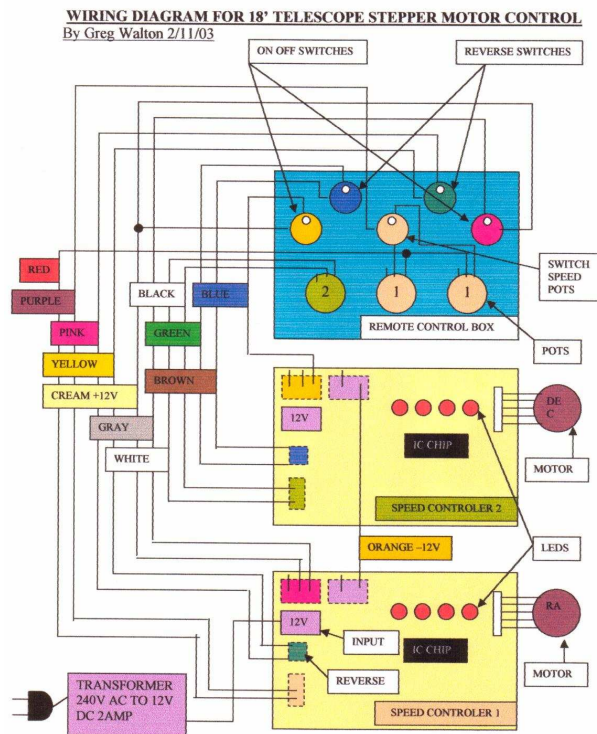 WIRING DIAGRAM FOR 18' TELESCOPE STEPPER MOTOR CONTROL
By Greg Walton 2/11/03
ON OFF SWITCHES
REVERSE SWITCHES
RED
PURPLE
PINK
YELLOW
CREAM +12V
GRAY
WHITE
BLACK
BLUE
GREEN
BROWN
2
1
1
SWITCH
SPEED
POTS
REMOTE CONTROL BOX
POTS
12V
DE
C
IC CHIP
MOTOR
SPEED CONTROLER 2
ORANGE –12V
LEDS
12V
RA
INPUT
IC CHIP
REVERSE
MOTOR
SPEED CONTROLER 1
TRANSFORMER
240V AC TO 12V
DC 2AMP